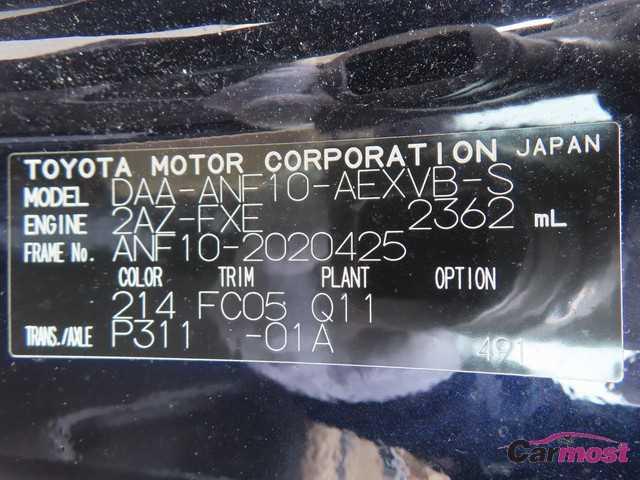 TOYOTA MOTOR CORPORATION JAPAN
MODEL DAA-ANF10-AEXVB-S
ENGINE 2AZ-FXE 2362 mL
FRAME No. ANF10-2020425
COLOR TRIM PLANT OPTION
214 FC05 Q11
TRANS./AXLE P311 -01A
491
Carmost